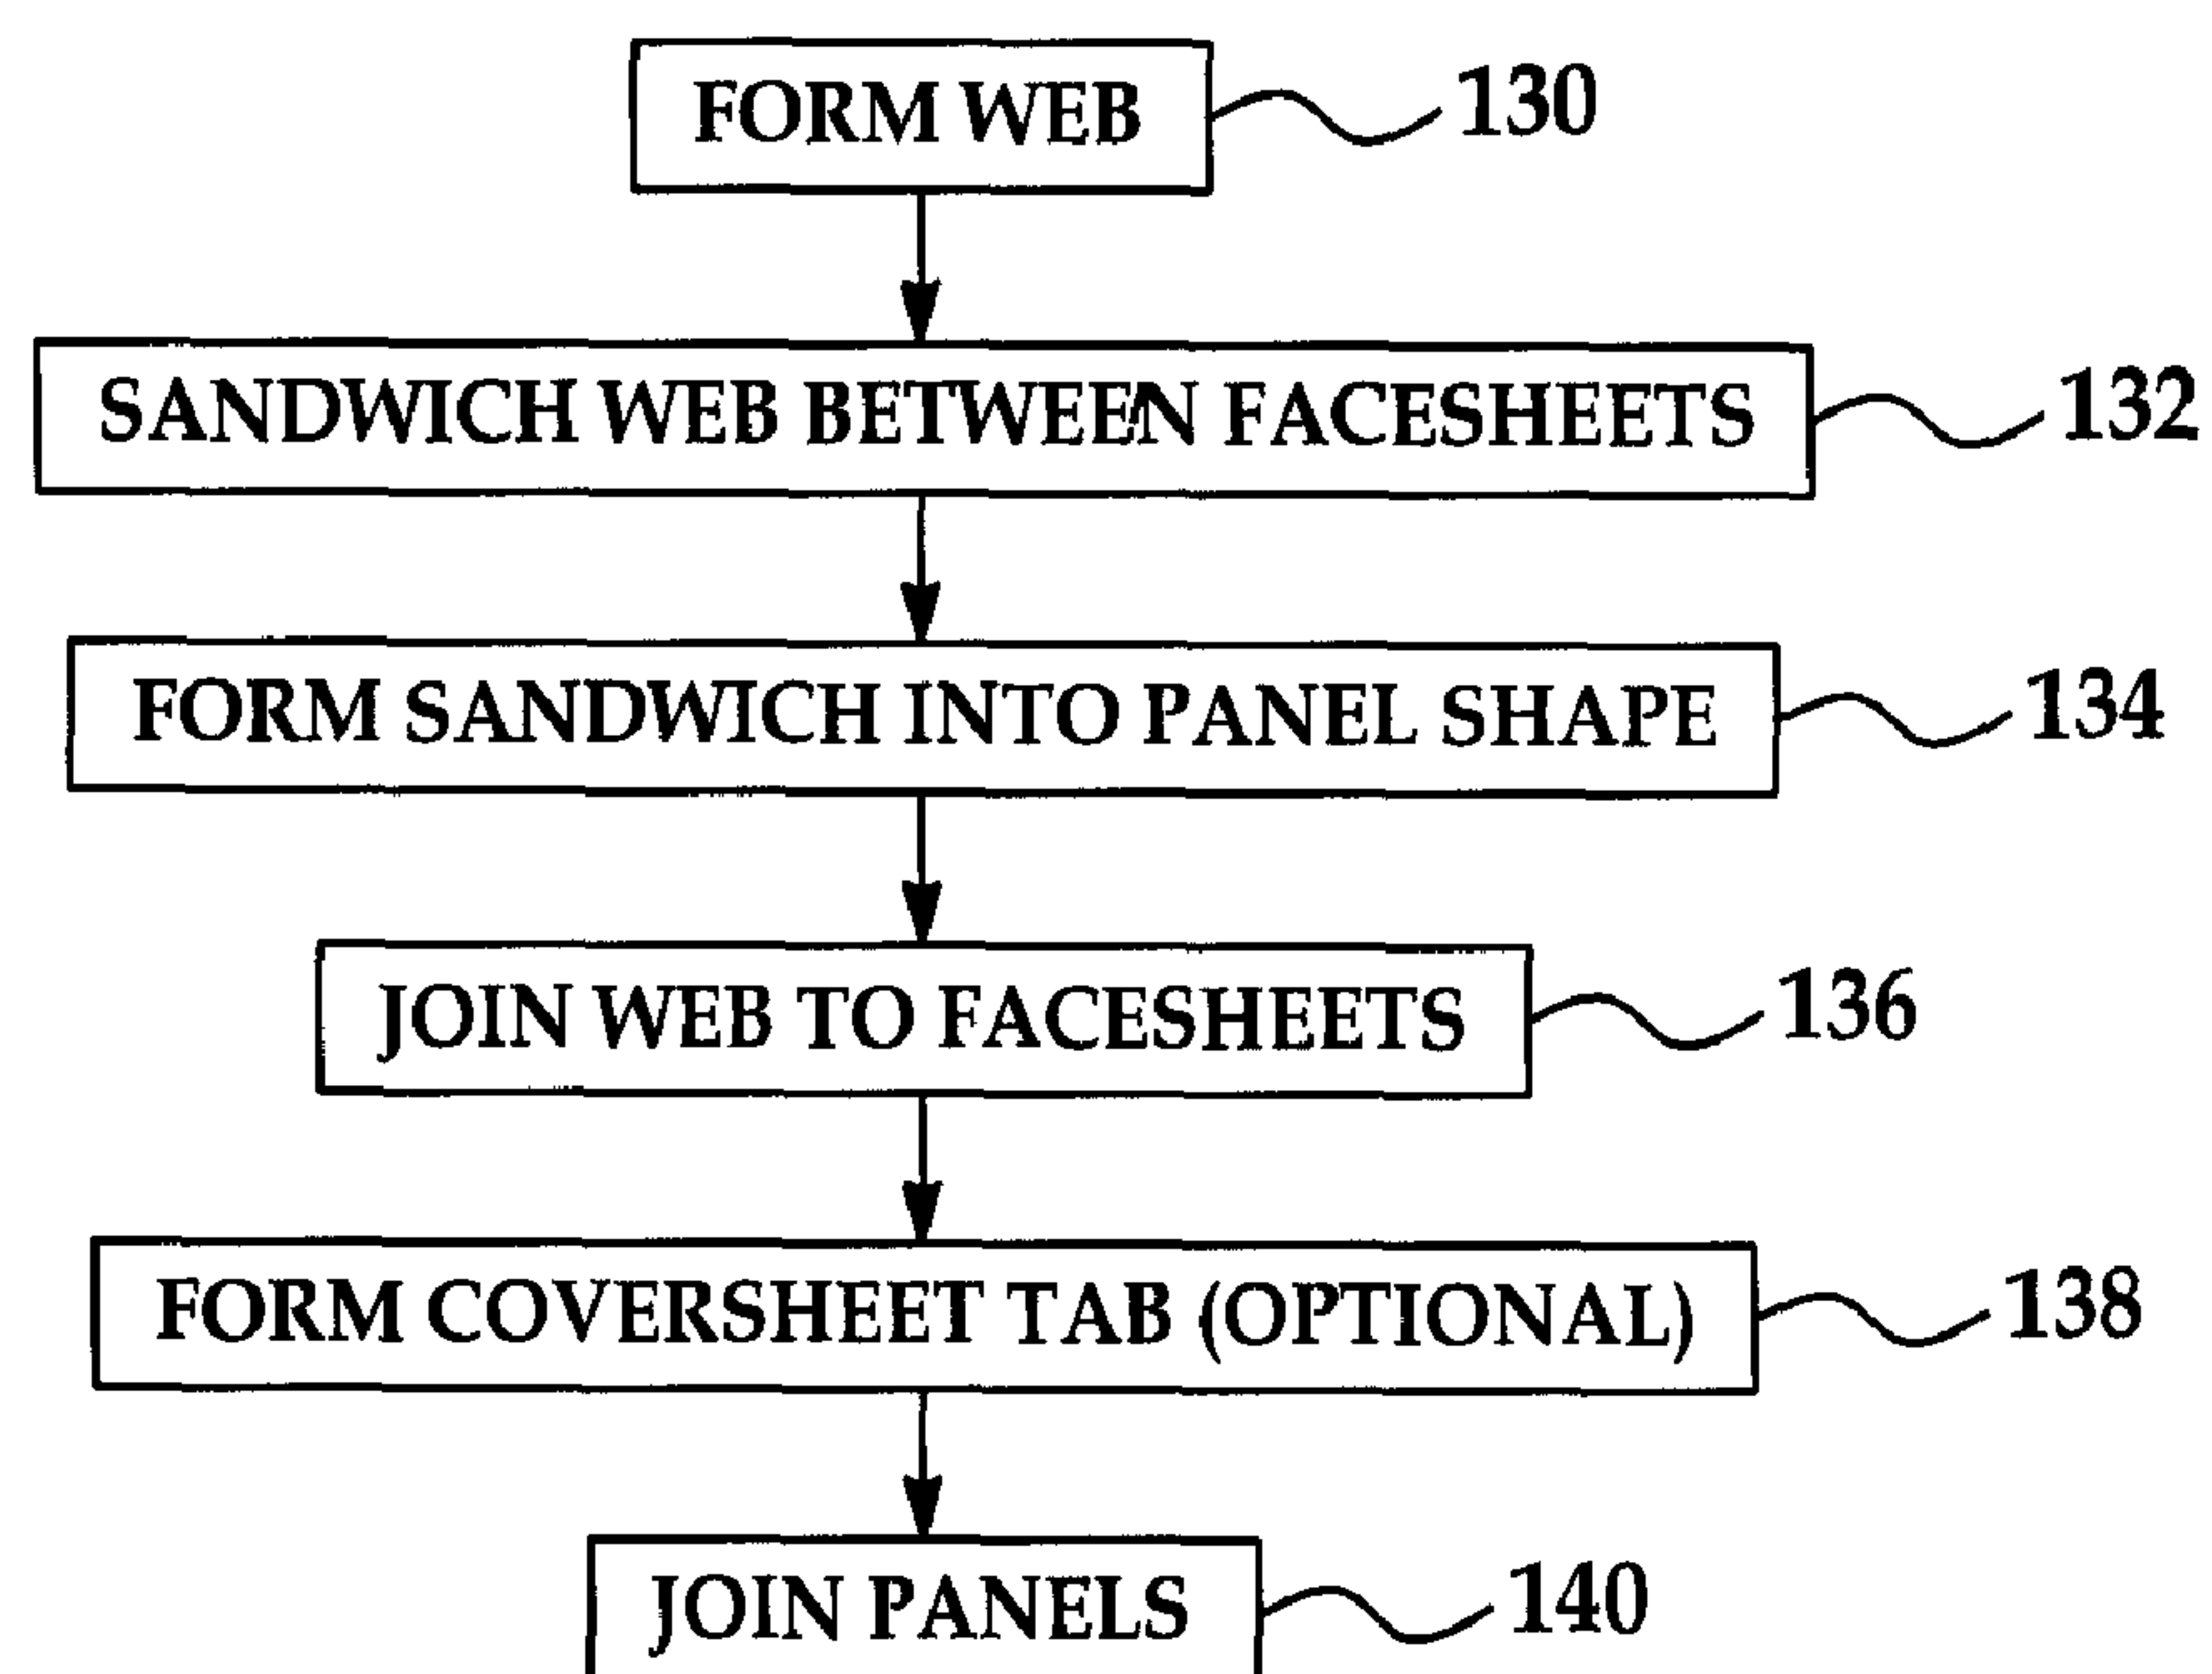 FORM WEB 130
SANDWICH WEB BETWEEN FACESHEETS 132
FORM SANDWICH INTO PANEL SHAPE 134
JOIN WEB TO FACESHEETS 136
FORM COVERSHEET TAB (OPTIONAL) 138
JOIN PANELS 140